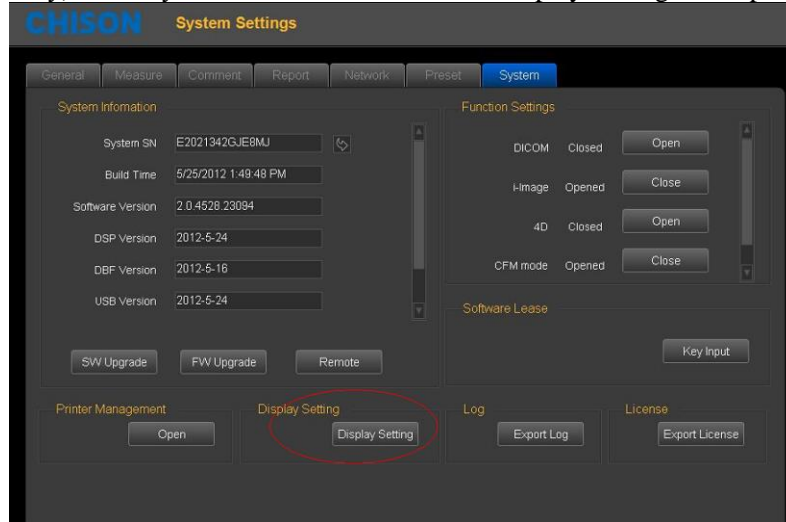 CHISON System Settings
General Measure Comment Report Network Preset System
System Infomation
System SN E2021342GJE8MJ
Build Time 5/25/2012 1:49:48 PM
Software Version 2.0.4528.23094
DSP Version 2012-5-24
DBF Version 2012-5-16
USB Version 2012-5-24
SW Upgrade FW Upgrade Remote
Function Settings
DICOM Closed Open
i-Image Opened Close
4D Closed Open
CFM mode Opened Close
Software Lease
Key Input
Printer Management
Open
Display Setting
Display Setting
Log
Export Log
License
Export License